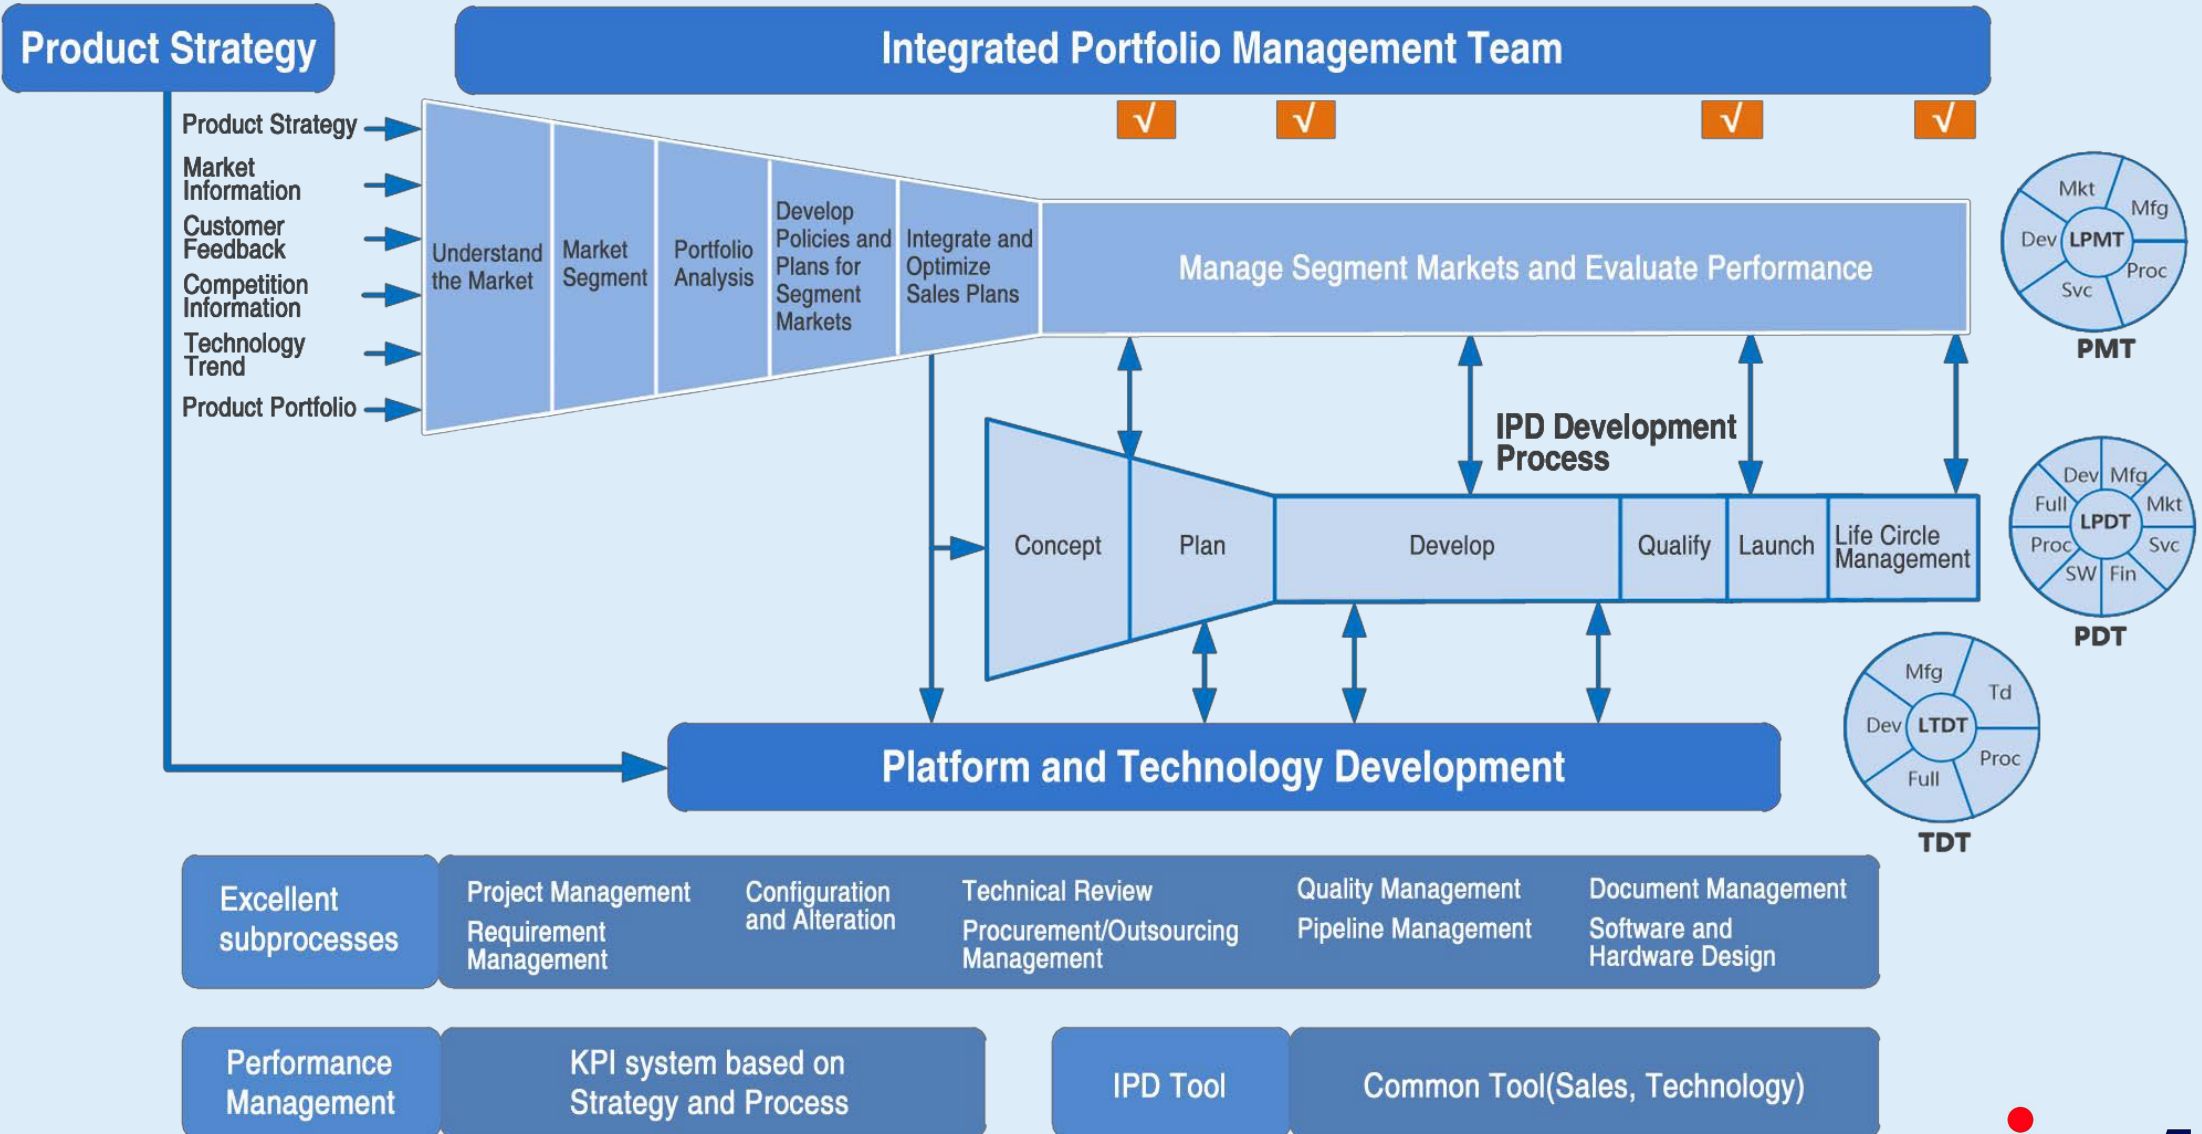 Product Strategy
Integrated Portfolio Management Team
√
√
√
√
Product Strategy
Market
Information
Customer
Feedback
Competition
Information
Technology
Trend
Product Portfolio
Understand
the Market
Market
Segment
Portfolio
Analysis
Develop
Policies and
Plans for
Segment
Markets
Integrate and
Optimize
Sales Plans
Manage Segment Markets and Evaluate Performance
Mkt
Mfg
Dev
LPMT
Proc
Svc
PMT
IPD Development
Process
Concept
Plan
Develop
Qualify
Launch
Life Circle
Management
Dev
Mfg
Full
Mkt
LPDT
Proc
Svc
SW
Fin
PDT
Mfg
Td
Dev
LTDT
Proc
Full
TDT
Platform and Technology Development
Excellent
subprocesses
Project Management
Requirement
Management
Configuration
and Alteration
Technical Review
Procurement/Outsourcing
Management
Quality Management
Pipeline Management
Document Management
Software and
Hardware Design
Performance
Management
KPI system based on
Strategy and Process
IPD Tool
Common Tool(Sales, Technology)